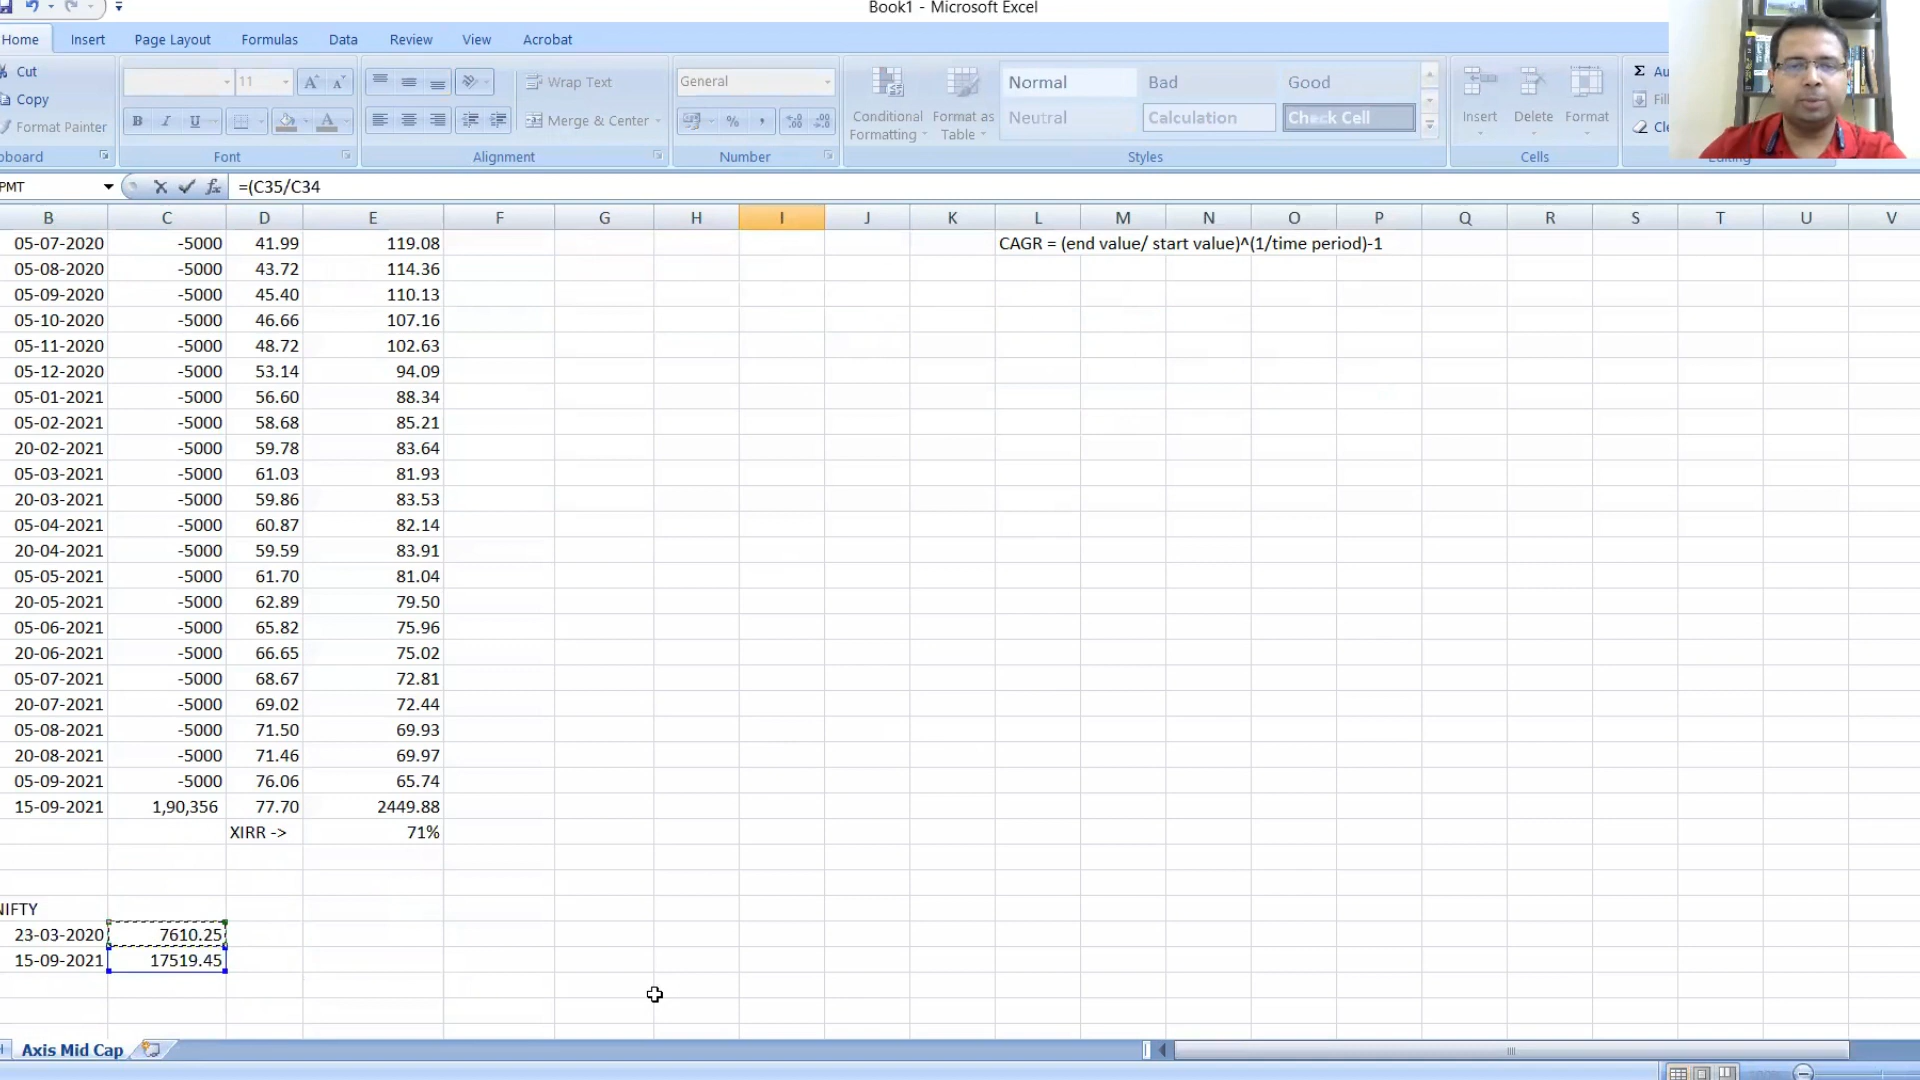 Book1 - Microsoft Excel
Home Insert Page Layout Formulas Data Review View Acrobat
Cut
Copy
Format Painter
11
Wrap Text
Merge & Center
General
Conditional Formatting
Format as Table
Normal Bad Good
Neutral Calculation Check Cell
Insert Delete Format
Σ
Font Alignment Number Styles Cells
=(C35/C34
B C D E F G H I J K L M N O P Q R S T U V
05-07-2020 -5000 41.99 119.08 CAGR = (end value/ start value)^(1/time period)-1
05-08-2020 -5000 43.72 114.36
05-09-2020 -5000 45.40 110.13
05-10-2020 -5000 46.66 107.16
05-11-2020 -5000 48.72 102.63
05-12-2020 -5000 53.14 94.09
05-01-2021 -5000 56.60 88.34
05-02-2021 -5000 58.68 85.21
20-02-2021 -5000 59.78 83.64
05-03-2021 -5000 61.03 81.93
20-03-2021 -5000 59.86 83.53
05-04-2021 -5000 60.87 82.14
20-04-2021 -5000 59.59 83.91
05-05-2021 -5000 61.70 81.04
20-05-2021 -5000 62.89 79.50
05-06-2021 -5000 65.82 75.96
20-06-2021 -5000 66.65 75.02
05-07-2021 -5000 68.67 72.81
20-07-2021 -5000 69.02 72.44
05-08-2021 -5000 71.50 69.93
20-08-2021 -5000 71.46 69.97
05-09-2021 -5000 76.06 65.74
15-09-2021 1,90,356 77.70 2449.88
XIRR -> 71%
NIFTY
23-03-2020 7610.25
15-09-2021 17519.45
Axis Mid Cap